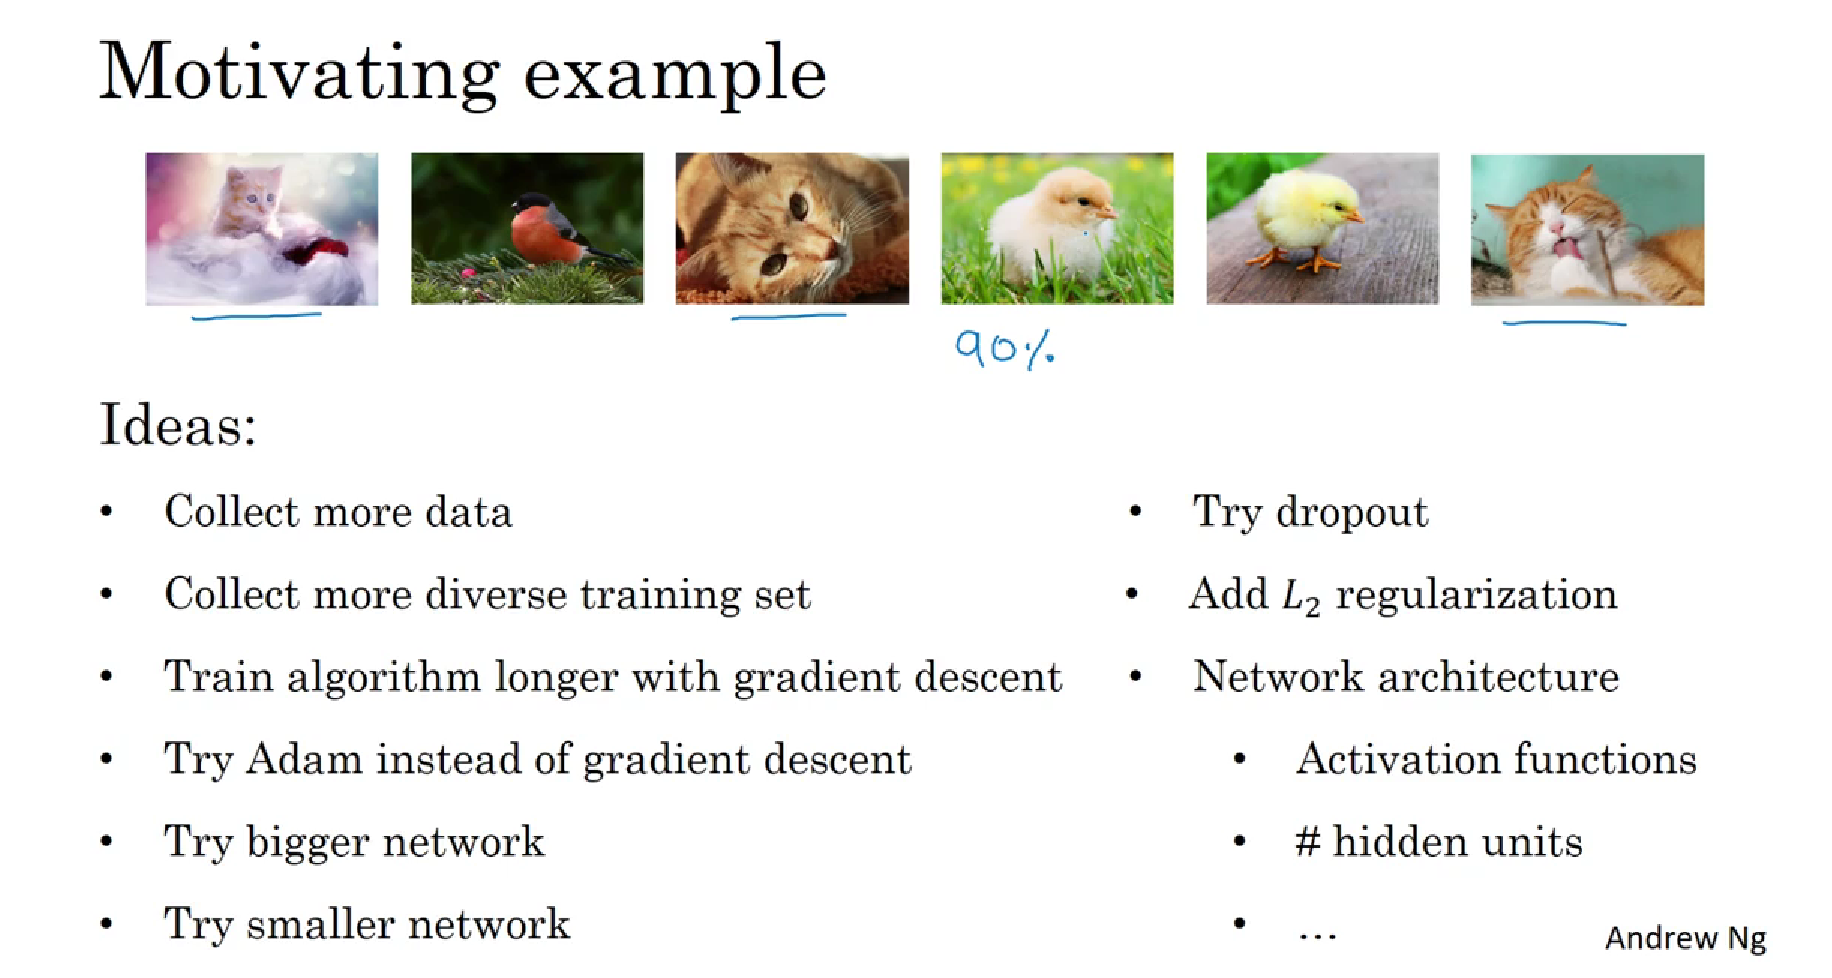 Motivating example
90%
Ideas:
• Collect more data
• Collect more diverse training set
• Train algorithm longer with gradient descent
• Try Adam instead of gradient descent
• Try bigger network
• Try smaller network
• Try dropout
• Add L₂ regularization
• Network architecture
• Activation functions
• # hidden units
• ...
Andrew Ng